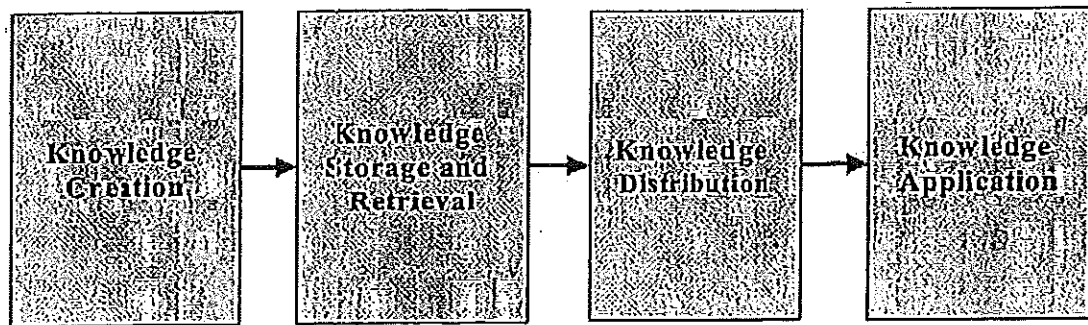 Knowledge
Creation
Knowledge
Storage and
Retrieval
Knowledge
Distribution
Knowledge
Application